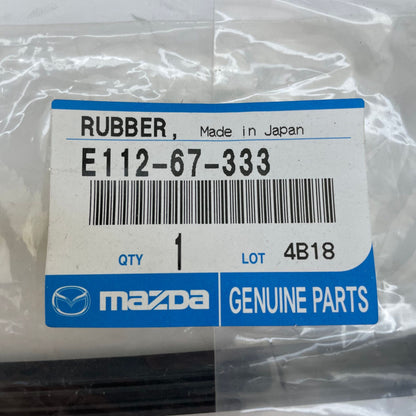 RUBBER, Made in Japan
E112-67-333
QTY 1 LOT 4B18
mazda GENUINE PARTS